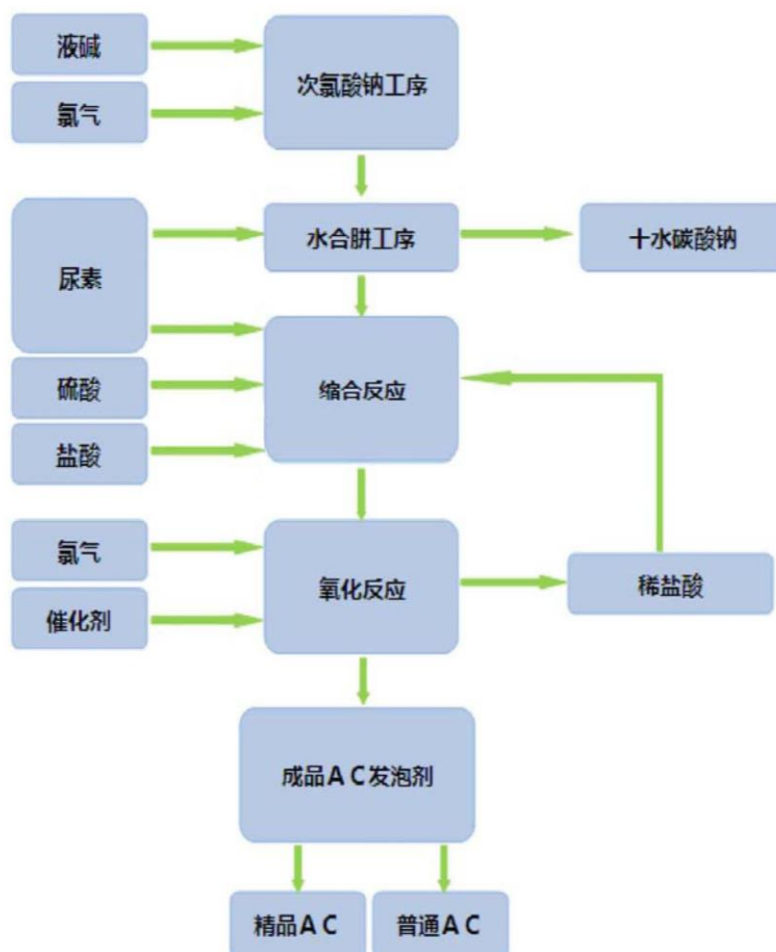 液碱
次氯酸钠工序
氯气
尿素
水合肼工序
十水碳酸钠
硫酸
缩合反应
盐酸
氯气
氧化反应
稀盐酸
催化剂
成品AC发泡剂
精品AC
普通AC